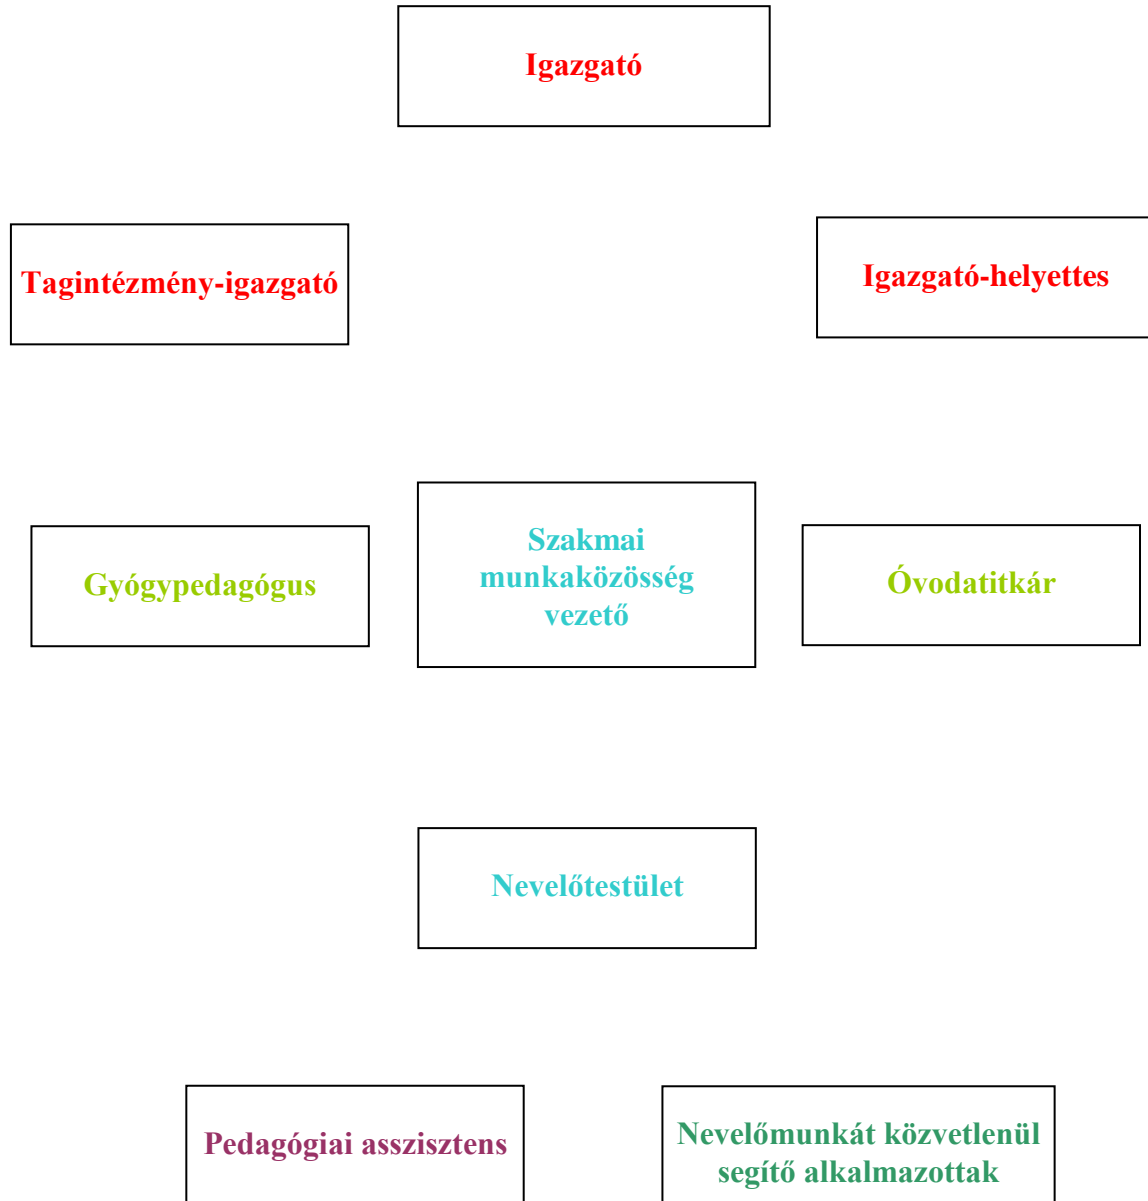 Igazgató
Tagintézmény-igazgató
Igazgató-helyettes
Gyógypedagógus
Szakmai
munkaközösség
vezető
Óvodatitkár
Nevelőtestület
Pedagógiai asszisztens
Nevelőmunkát közvetlenül
segítő alkalmazottak